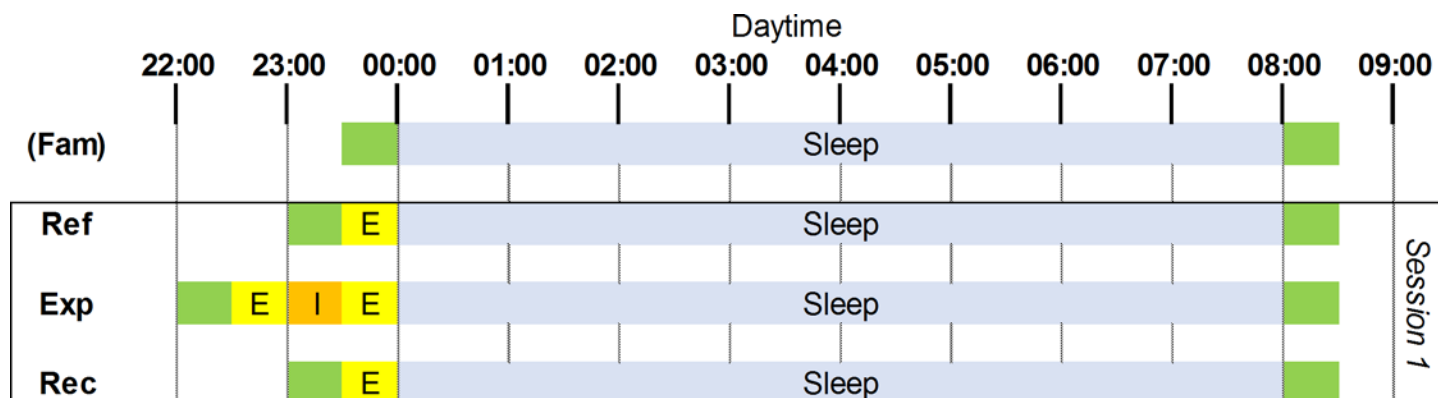 Daytime
22:00 23:00 00:00 01:00 02:00 03:00 04:00 05:00 06:00 07:00 08:00 09:00
(Fam) Sleep
Ref E Sleep
Exp E I E Sleep
Rec E Sleep
Session 1